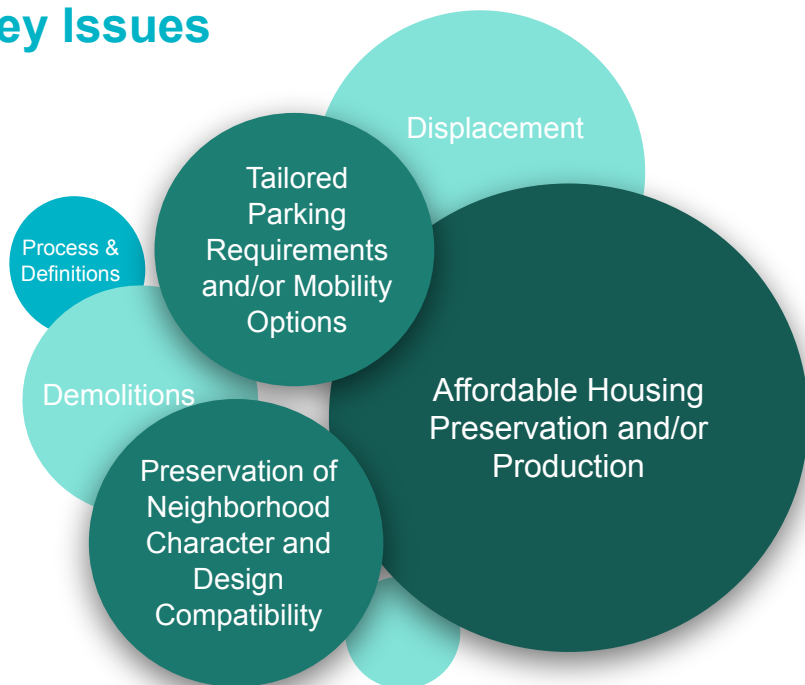 ey Issues
Displacement
Tailored
Parking
Requirements
and/or Mobility
Options
Process &
Definitions
Demolitions
Affordable Housing
Preservation and/or
Production
Preservation of
Neighborhood
Character and
Design
Compatibility